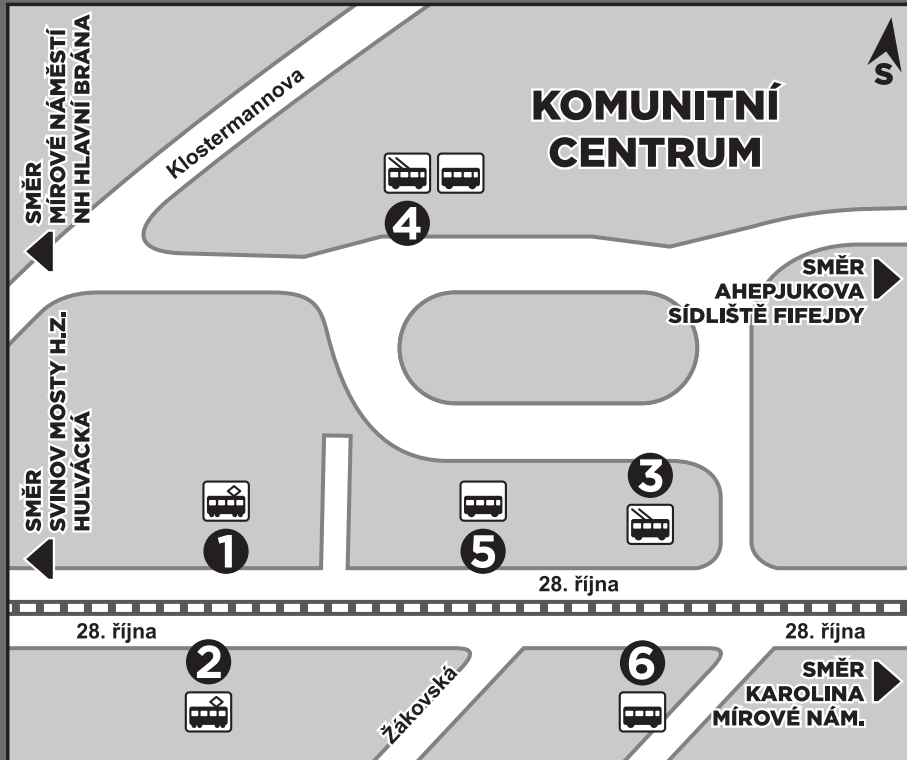 KOMUNITNÍ
CENTRUM
S
SMĚR
MÍROVÉ NÁMĚSTÍ
NH HLAVNÍ BRÁNA
Klostermannova
4
SMĚR
AHEPJUKOVA
SÍDLIŠTĚ FIFEJDY
SMĚR
SVINOV MOSTY H.Z.
HULVÁCKÁ
3
1
5
28. října
28. října
28. října
2
6
Žákovská
SMĚR
KAROLINA
MÍROVÉ NÁM.